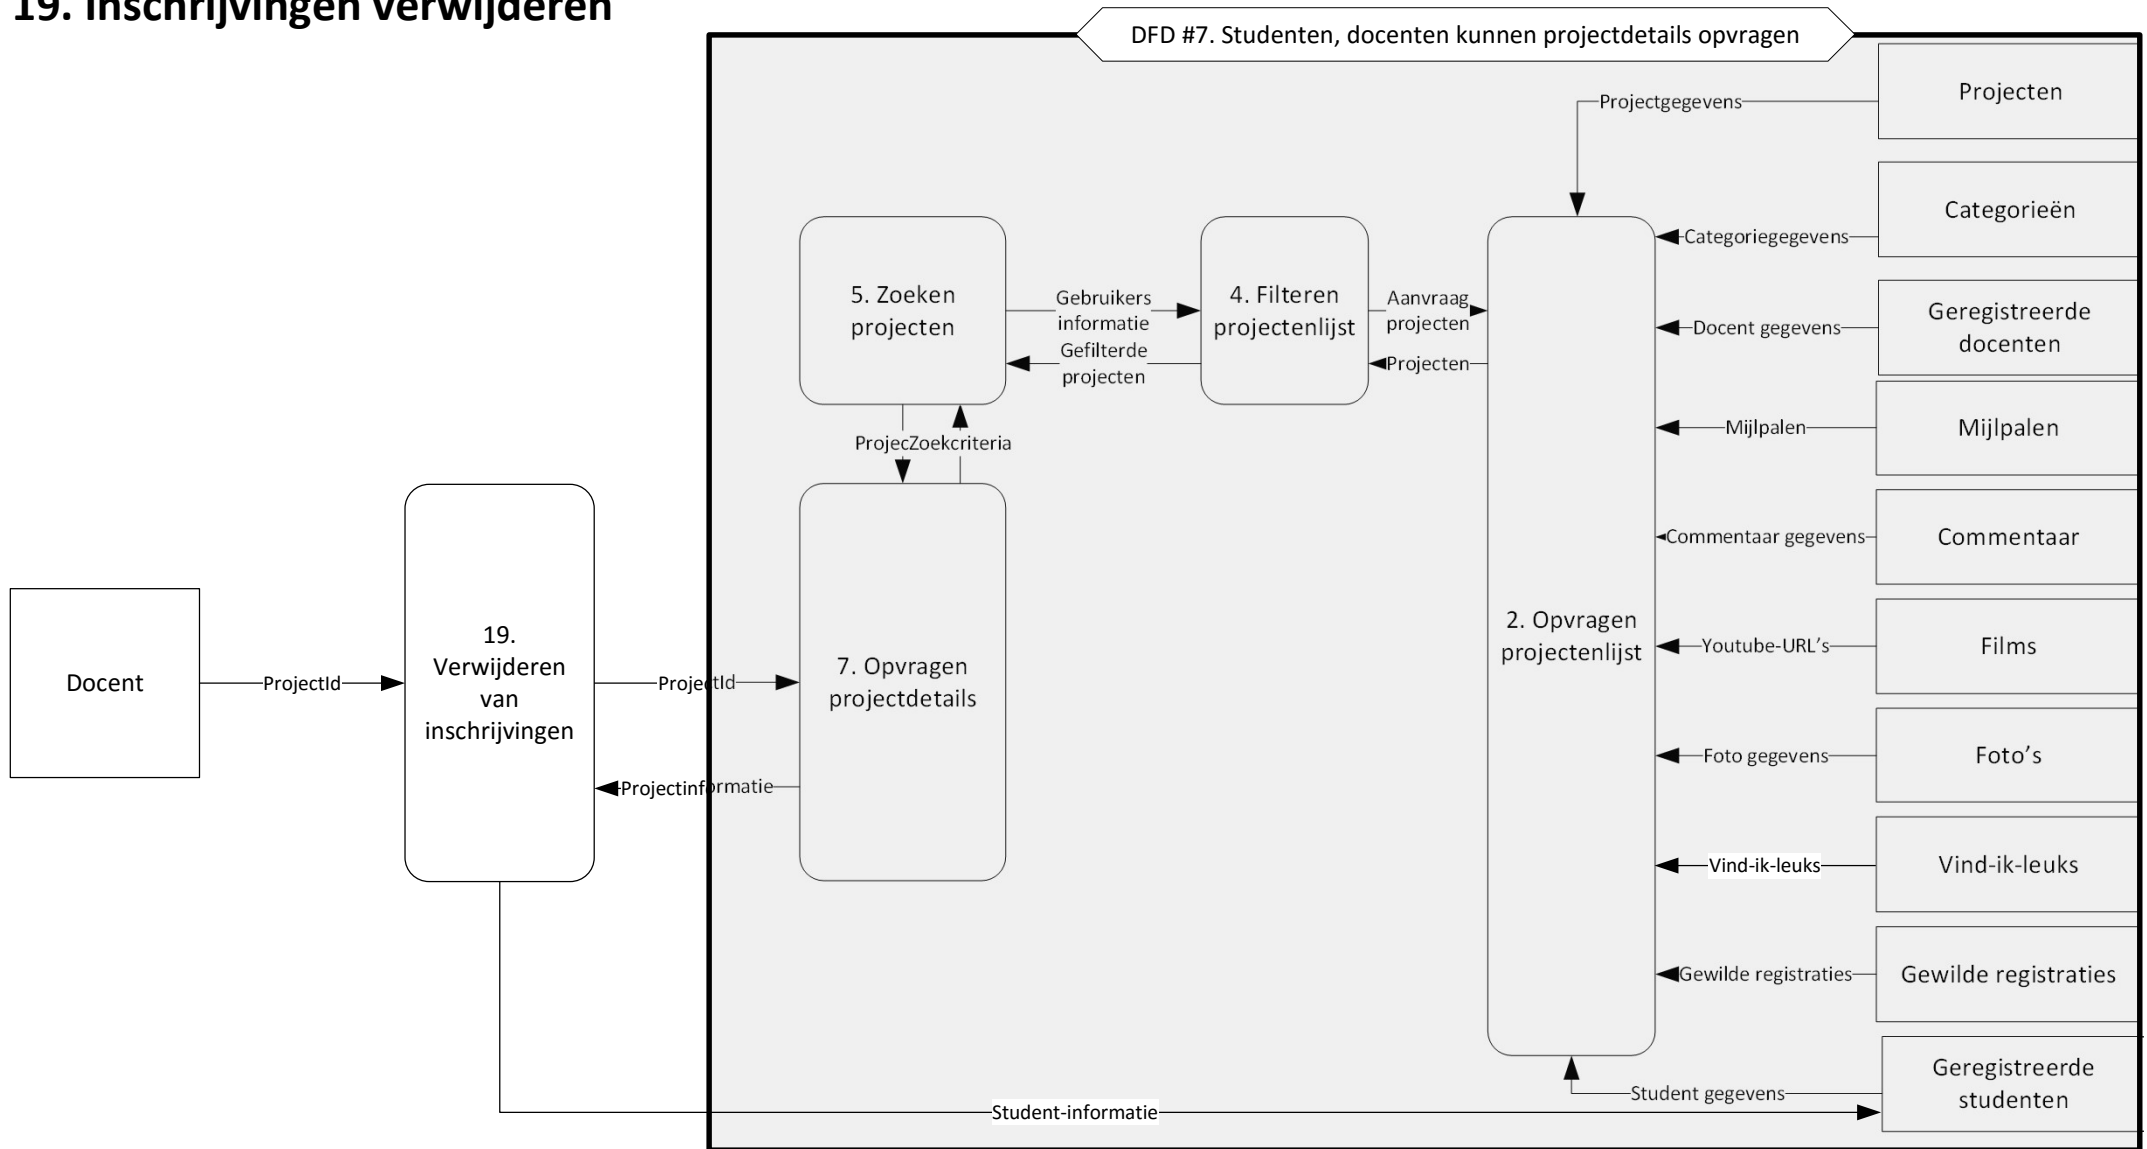 19. Inschrijvingen verwijderen
DFD #7. Studenten, docenten kunnen projectdetails opvragen
Projecten
Projectgegevens
Categorieën
Categoriegegevens
5. Zoeken
projecten
Gebruikers
informatie
Gefilterde
projecten
4. Filteren
projectenlijst
Aanvraag
projecten
Projecten
Geregistreerde
docenten
Docent gegevens
Mijlpalen
Mijlpalen
Zoekcriteria
Commentaar gegevens
Commentaar
Docent
ProjectId
19.
Verwijderen
van
inschrijvingen
ProjectId
Projectinformatie
7. Opvragen
projectdetails
2. Opvragen
projectenlijst
Youtube-URL’s
Films
Foto gegevens
Foto’s
Vind-ik-leuks
Vind-ik-leuks
Gewilde registraties
Gewilde registraties
Geregistreerde
studenten
Student gegevens
Student-informatie